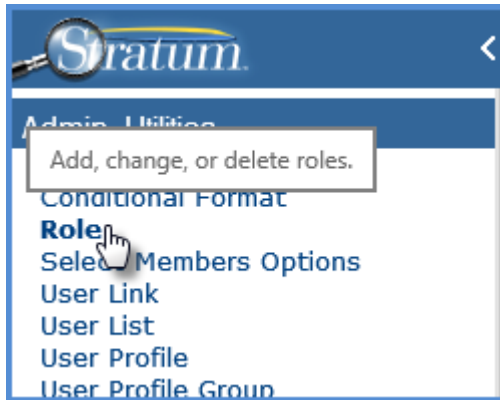 Stratum
Admin Utilities
Add, change, or delete roles.
Conditional Format
Role
Select Members Options
User Link
User List
User Profile
User Profile Group